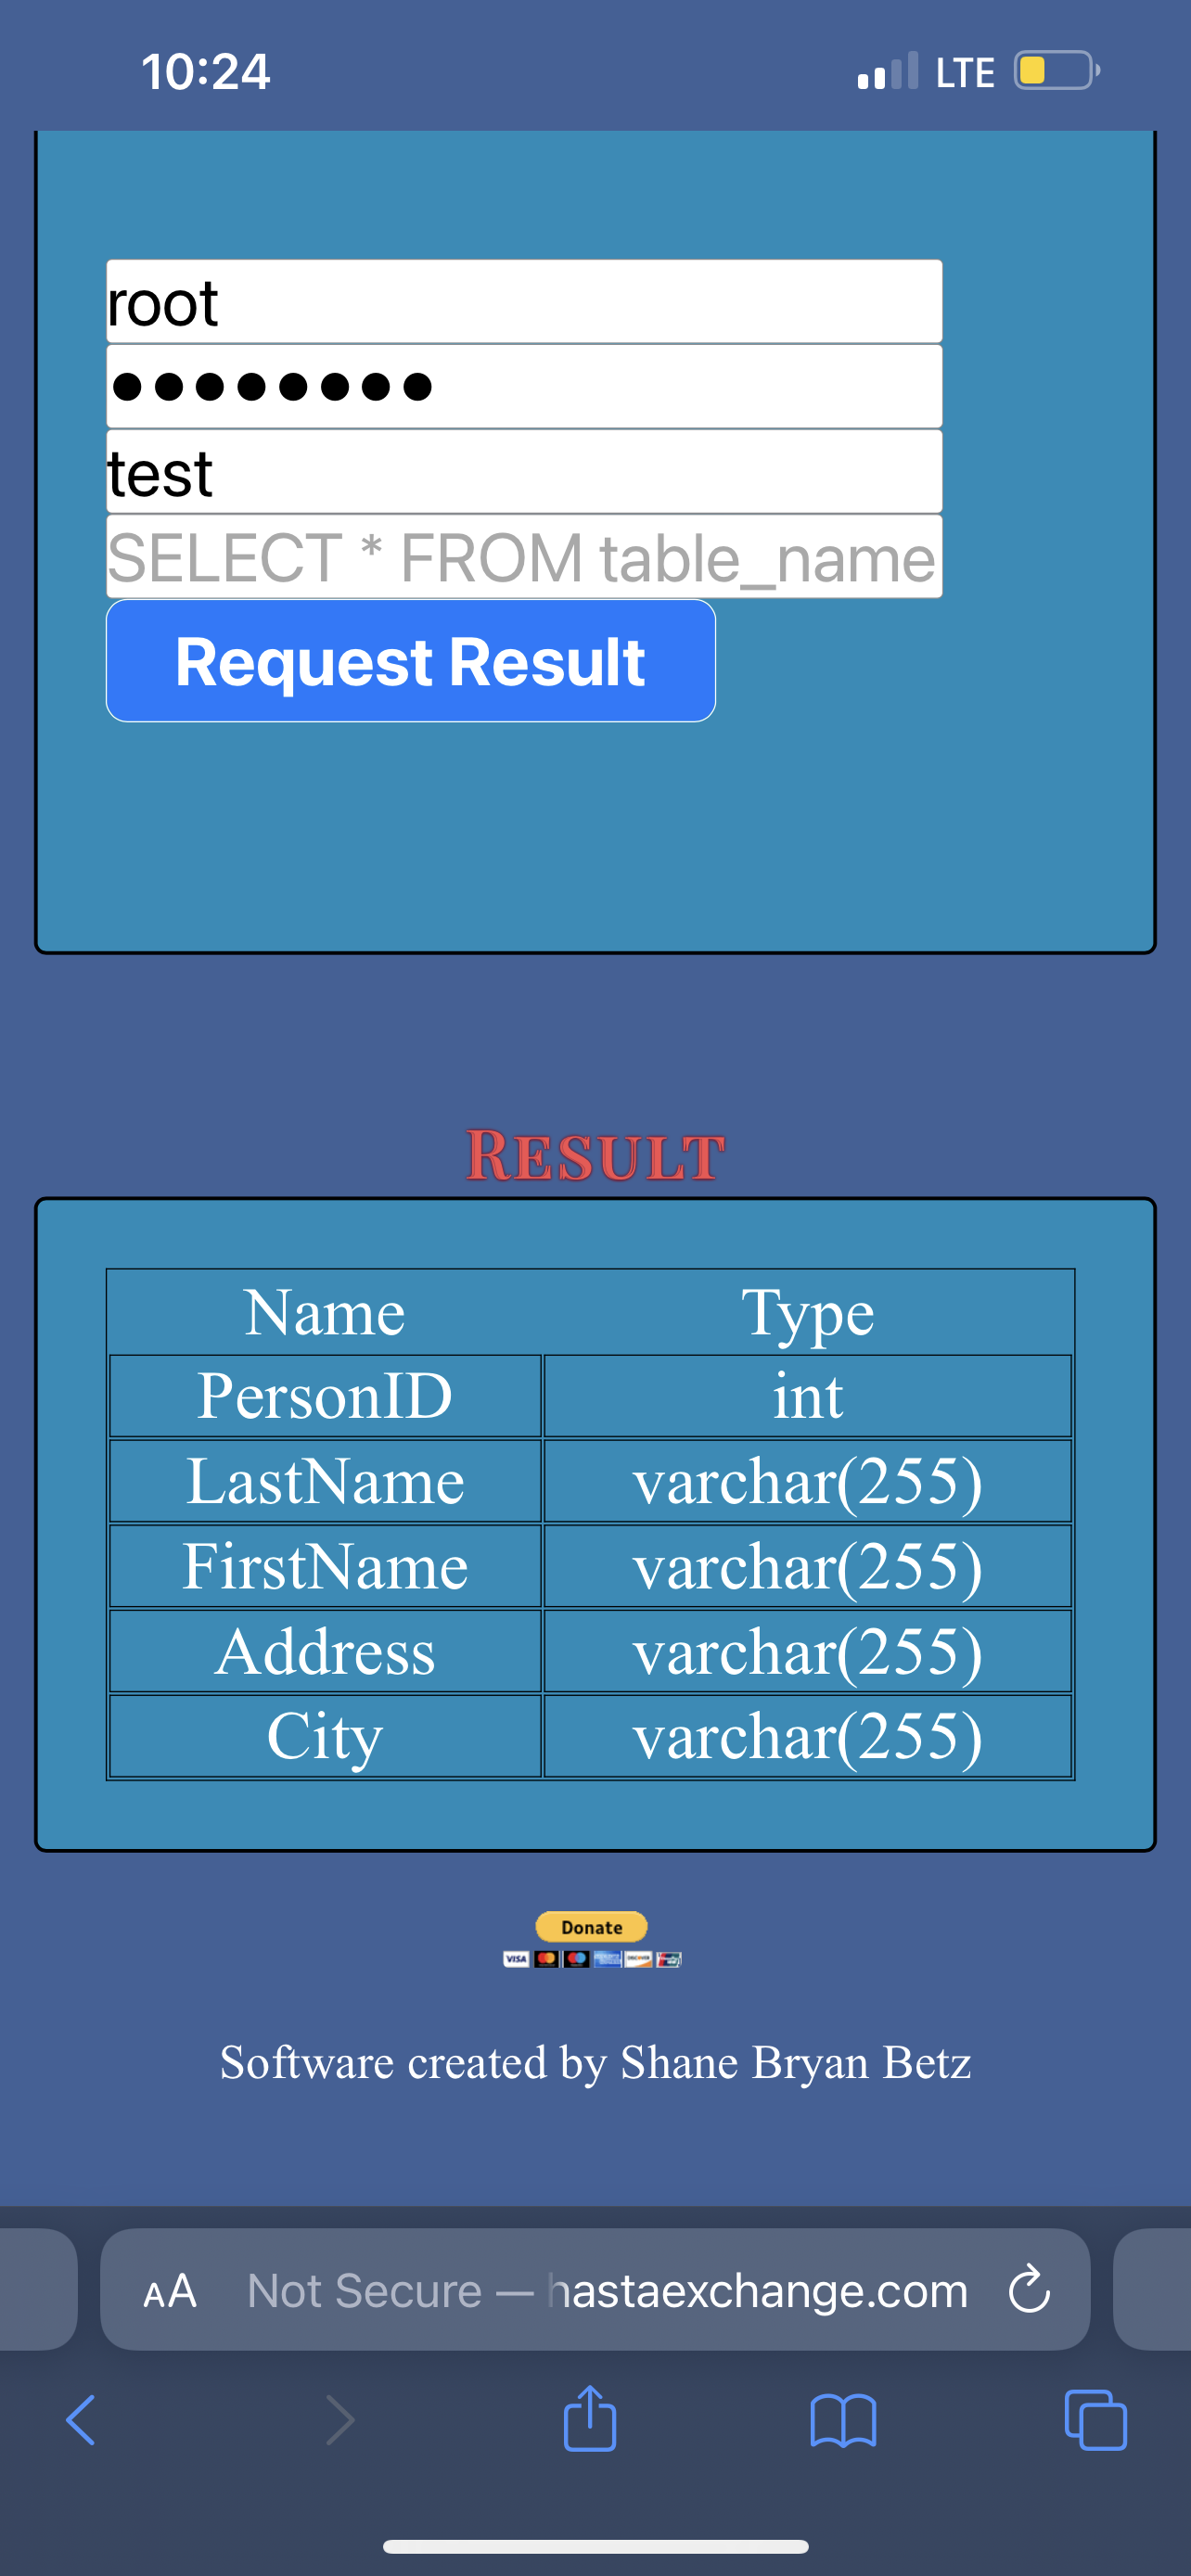 10:24 LTE
root
••••••••
test
SELECT * FROM table_name
Request Result
RESULT
Name Type
PersonID int
LastName varchar(255)
FirstName varchar(255)
Address varchar(255)
City varchar(255)
Donate
VISA DISCOVER
Software created by Shane Bryan Betz
AA Not Secure — hastaexchange.com